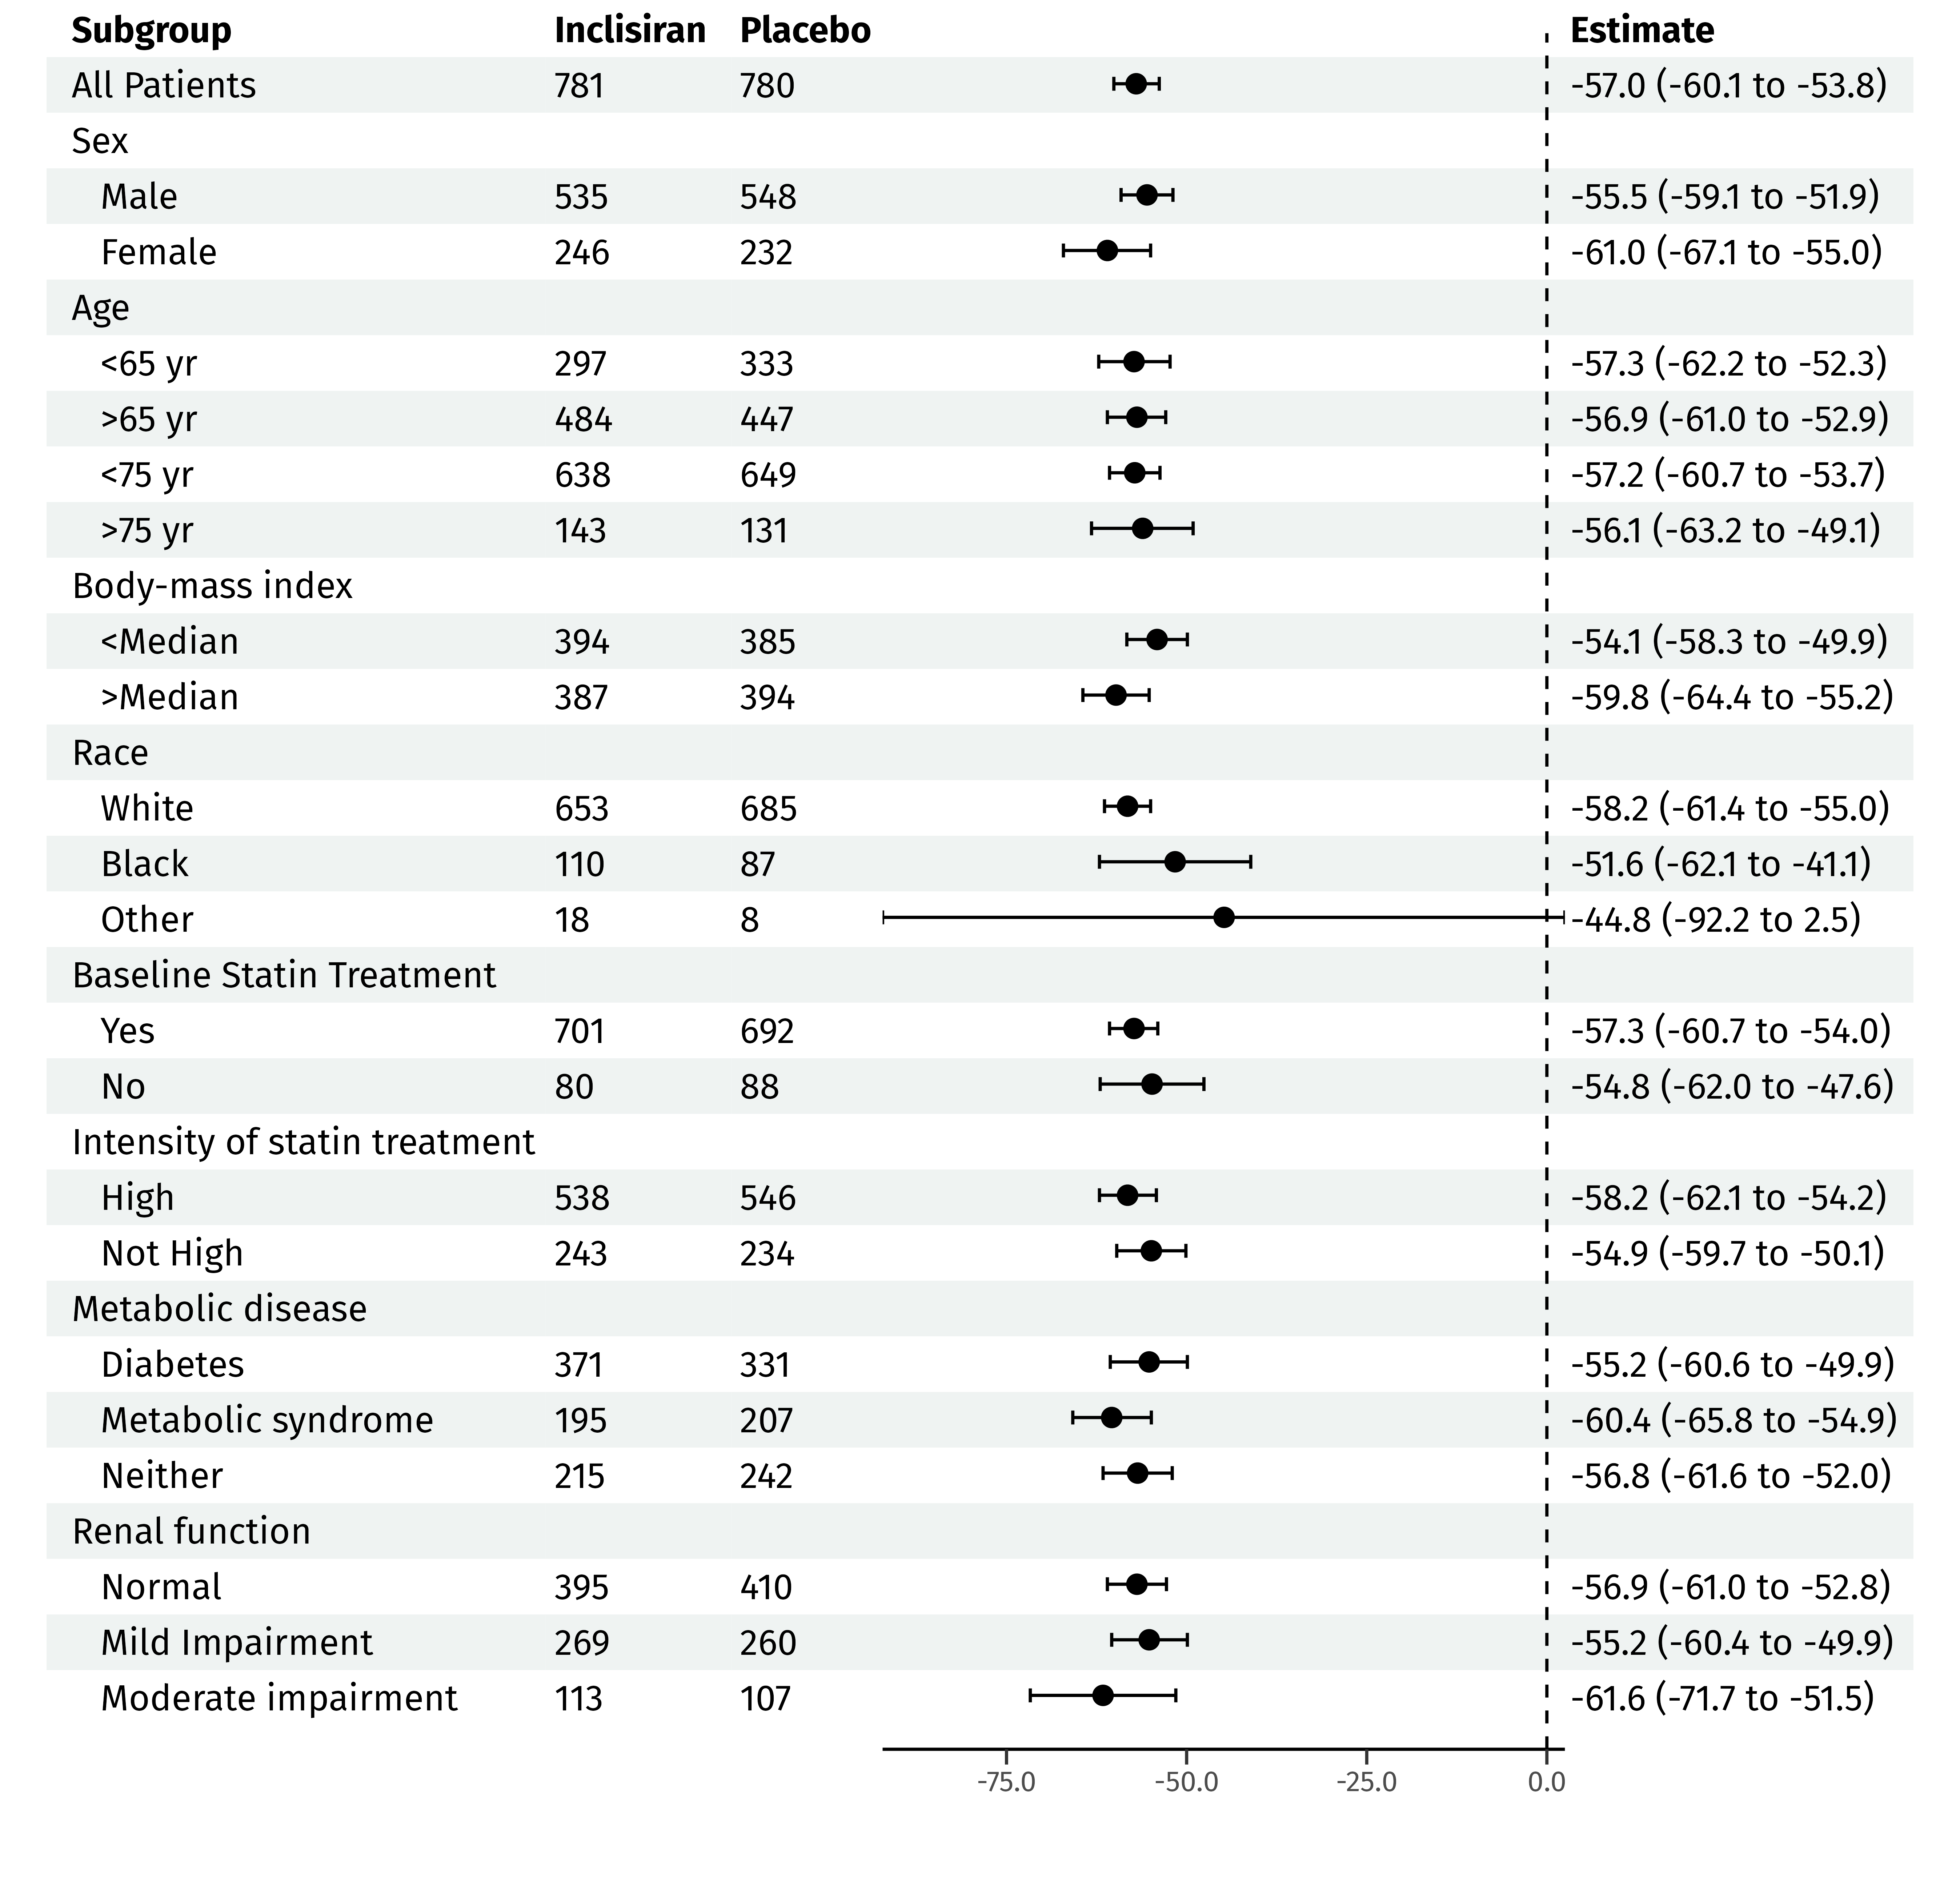 Subgroup Inclisiran Placebo Estimate
All Patients 781 780 -57.0 (-60.1 to -53.8)
Sex
Male 535 548 -55.5 (-59.1 to -51.9)
Female 246 232 -61.0 (-67.1 to -55.0)
Age
<65 yr 297 333 -57.3 (-62.2 to -52.3)
>65 yr 484 447 -56.9 (-61.0 to -52.9)
<75 yr 638 649 -57.2 (-60.7 to -53.7)
>75 yr 143 131 -56.1 (-63.2 to -49.1)
Body-mass index
<Median 394 385 -54.1 (-58.3 to -49.9)
>Median 387 394 -59.8 (-64.4 to -55.2)
Race
White 653 685 -58.2 (-61.4 to -55.0)
Black 110 87 -51.6 (-62.1 to -41.1)
Other 18 8 -44.8 (-92.2 to 2.5)
Baseline Statin Treatment
Yes 701 692 -57.3 (-60.7 to -54.0)
No 80 88 -54.8 (-62.0 to -47.6)
Intensity of statin treatment
High 538 546 -58.2 (-62.1 to -54.2)
Not High 243 234 -54.9 (-59.7 to -50.1)
Metabolic disease
Diabetes 371 331 -55.2 (-60.6 to -49.9)
Metabolic syndrome 195 207 -60.4 (-65.8 to -54.9)
Neither 215 242 -56.8 (-61.6 to -52.0)
Renal function
Normal 395 410 -56.9 (-61.0 to -52.8)
Mild Impairment 269 260 -55.2 (-60.4 to -49.9)
Moderate impairment 113 107 -61.6 (-71.7 to -51.5)
-75.0 -50.0 -25.0 0.0